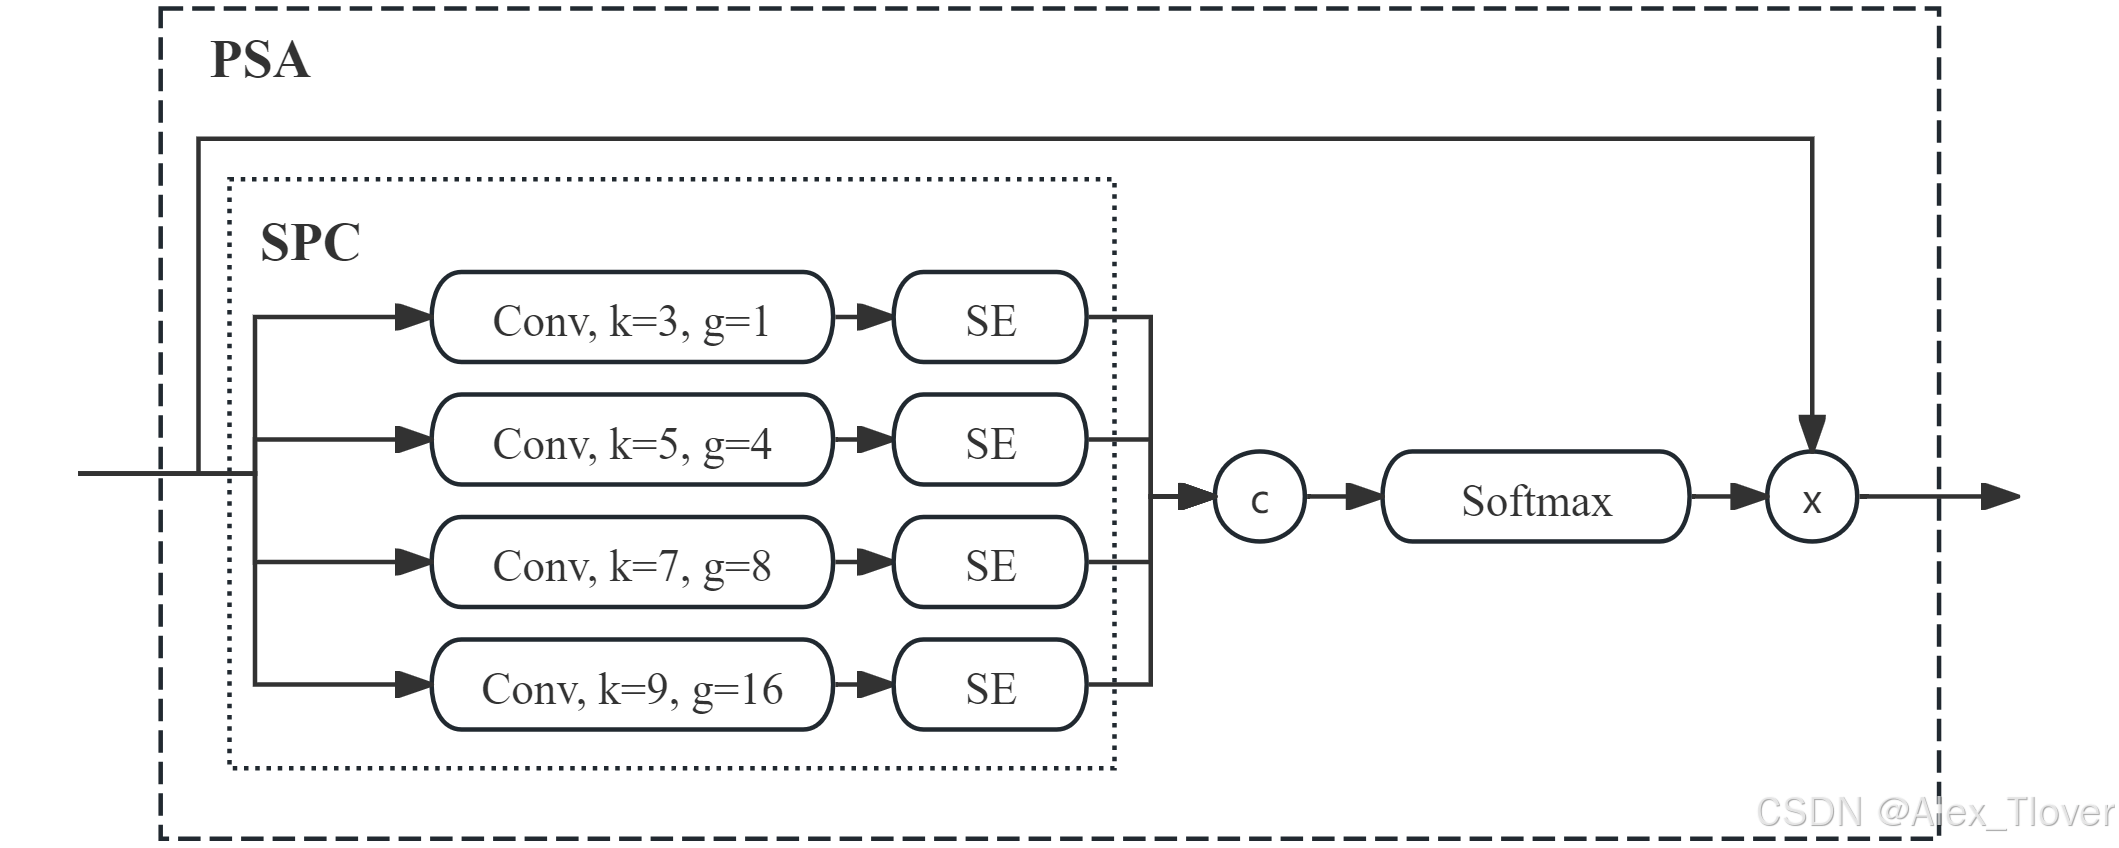 PSA
SPC
Conv, k=3, g=1
SE
Conv, k=5, g=4
SE
Conv, k=7, g=8
SE
Conv, k=9, g=16
SE
c
Softmax
x
CSDN @Alex_Tlover